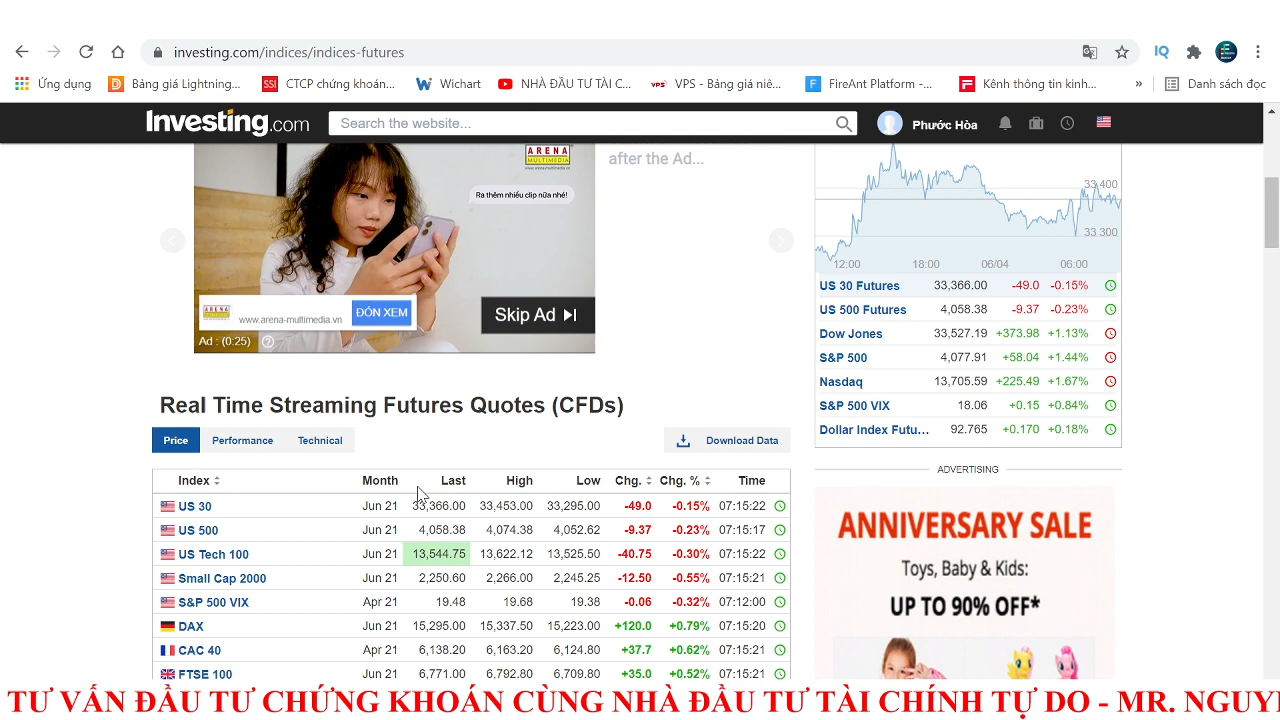 investing.com/indices/indices-futures
Ứng dụng
Bảng giá Lightning...
SSI CTCP chứng khoán...
Wichart
NHÀ ĐẦU TƯ TÀI C...
VPS VPS - Bảng giá niê...
FireAnt Platform -...
Kênh thông tin kinh...
»
Danh sách đọc
Investing.com
Search the website...
Phước Hòa
ARENA
MULTIMEDIA
Ra thêm nhiều clip nữa nhé!
www.arena-multimedia.vn
ĐÓN XEM
Skip Ad
Ad : (0:25)
after the Ad...
33 400
33 300
12:00 18:00 06/04 06:00
US 30 Futures 33,366.00 -49.0 -0.15%
US 500 Futures 4,058.38 -9.37 -0.23%
Dow Jones 33,527.19 +373.98 +1.13%
S&P 500 4,077.91 +58.04 +1.44%
Nasdaq 13,705.59 +225.49 +1.67%
S&P 500 VIX 18.06 +0.15 +0.84%
Dollar Index Futu... 92.765 +0.170 +0.18%
Real Time Streaming Futures Quotes (CFDs)
Price Performance Technical Download Data
Index Month Last High Low Chg. Chg. % Time
US 30 Jun 21 33,366.00 33,453.00 33,295.00 -49.0 -0.15% 07:15:22
US 500 Jun 21 4,058.38 4,074.38 4,052.62 -9.37 -0.23% 07:15:17
US Tech 100 Jun 21 13,544.75 13,622.12 13,525.50 -40.75 -0.30% 07:15:22
Small Cap 2000 Jun 21 2,250.60 2,266.00 2,245.25 -12.50 -0.55% 07:15:21
S&P 500 VIX Apr 21 19.48 19.68 19.38 -0.06 -0.32% 07:12:00
DAX Jun 21 15,295.00 15,337.50 15,223.00 +120.0 +0.79% 07:15:20
CAC 40 Apr 21 6,138.20 6,163.20 6,124.80 +37.7 +0.62% 07:15:21
FTSE 100 Jun 21 6,771.00 6,792.80 6,709.80 +35.0 +0.52% 07:15:21
ADVERTISING
ANNIVERSARY SALE
Toys, Baby & Kids:
UP TO 90% OFF*
TƯ VẤN ĐẦU TƯ CHỨNG KHOÁN CÙNG NHÀ ĐẦU TƯ TÀI CHÍNH TỰ DO - MR. NGUY